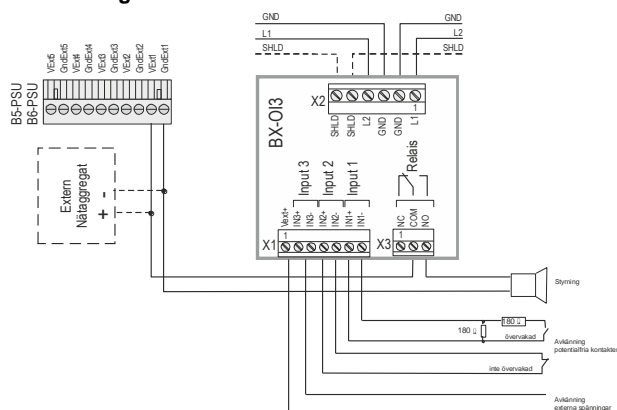 GND
GND
L1
L2
SHLD
SHLD
VExt5
GndExt5
VExt4
GndExt4
VExt3
GndExt3
VExt2
GndExt2
VExt1
GndExt1
B5-PSU
B6-PSU
Extern
Nätaggregat
-
+
BX-OI3
X2
1
SHLD
SHLD
L2
GND
GND
L1
Relais
Input 3
Input 2
Input 1
Vext+
IN3+
IN3-
IN2+
IN2-
IN1+
IN1-
NC
COM
NO
X1
1
X3
1
Styrning
180
180
övervakad
Avkänning
potentialfria kontakter
inte övervakad
Avkänning
externa spänningar